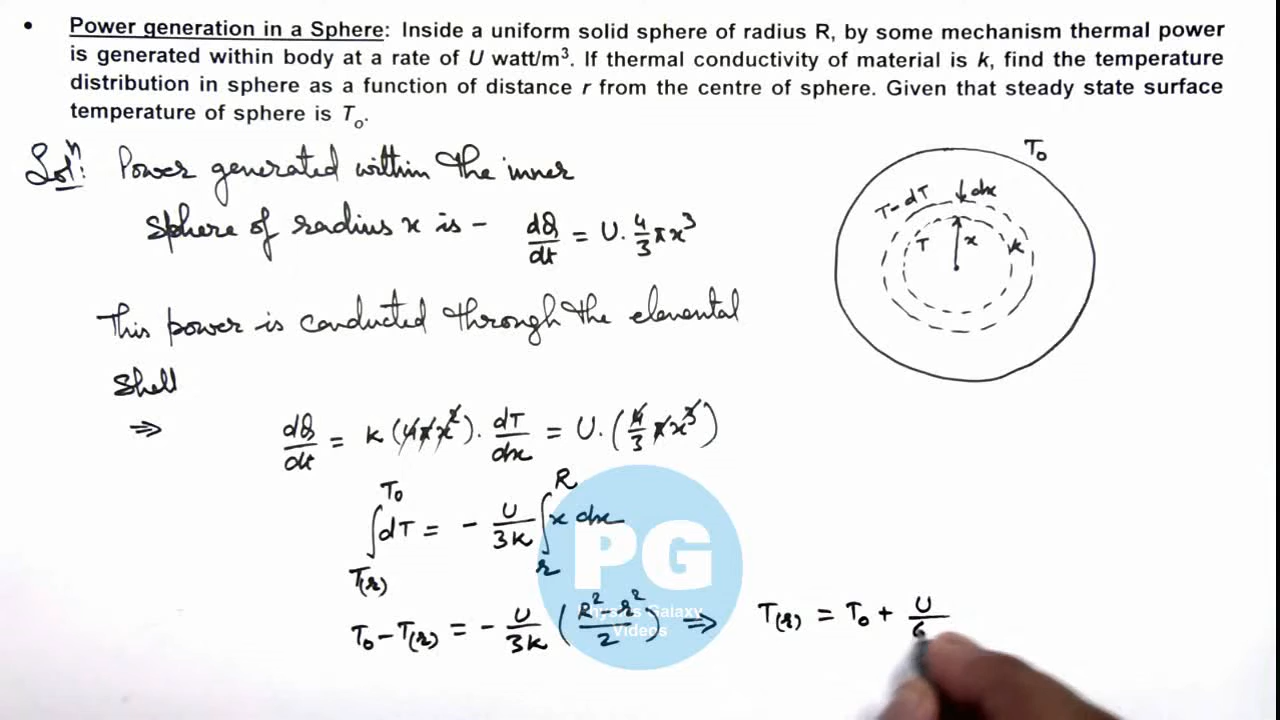 • Power generation in a Sphere: Inside a uniform solid sphere of radius R, by some mechanism thermal power
is generated within body at a rate of U watt/m³. If thermal conductivity of material is k, find the temperature
distribution in sphere as a function of distance r from the centre of sphere. Given that steady state surface
temperature of sphere is Tₒ.
Solⁿ: Power generated within the inner
sphere of radius x is - dQ/dt = U. 4/3 πx³
This power is conducted through the elemental
shell
⇒ dQ/dt = k (4πx²). dT/dx = U. (4/3 πx³)
∫_{T(r)}^{T₀} dT = - U/3k ∫_{r}^{R} x dx
T₀ - T(r) = - U/3k ((R² - r²)/2) ⇒ T(r) = T₀ + U/6
T₀
T-dT
dx
T
x
k
PG
Physics Galaxy
Videos